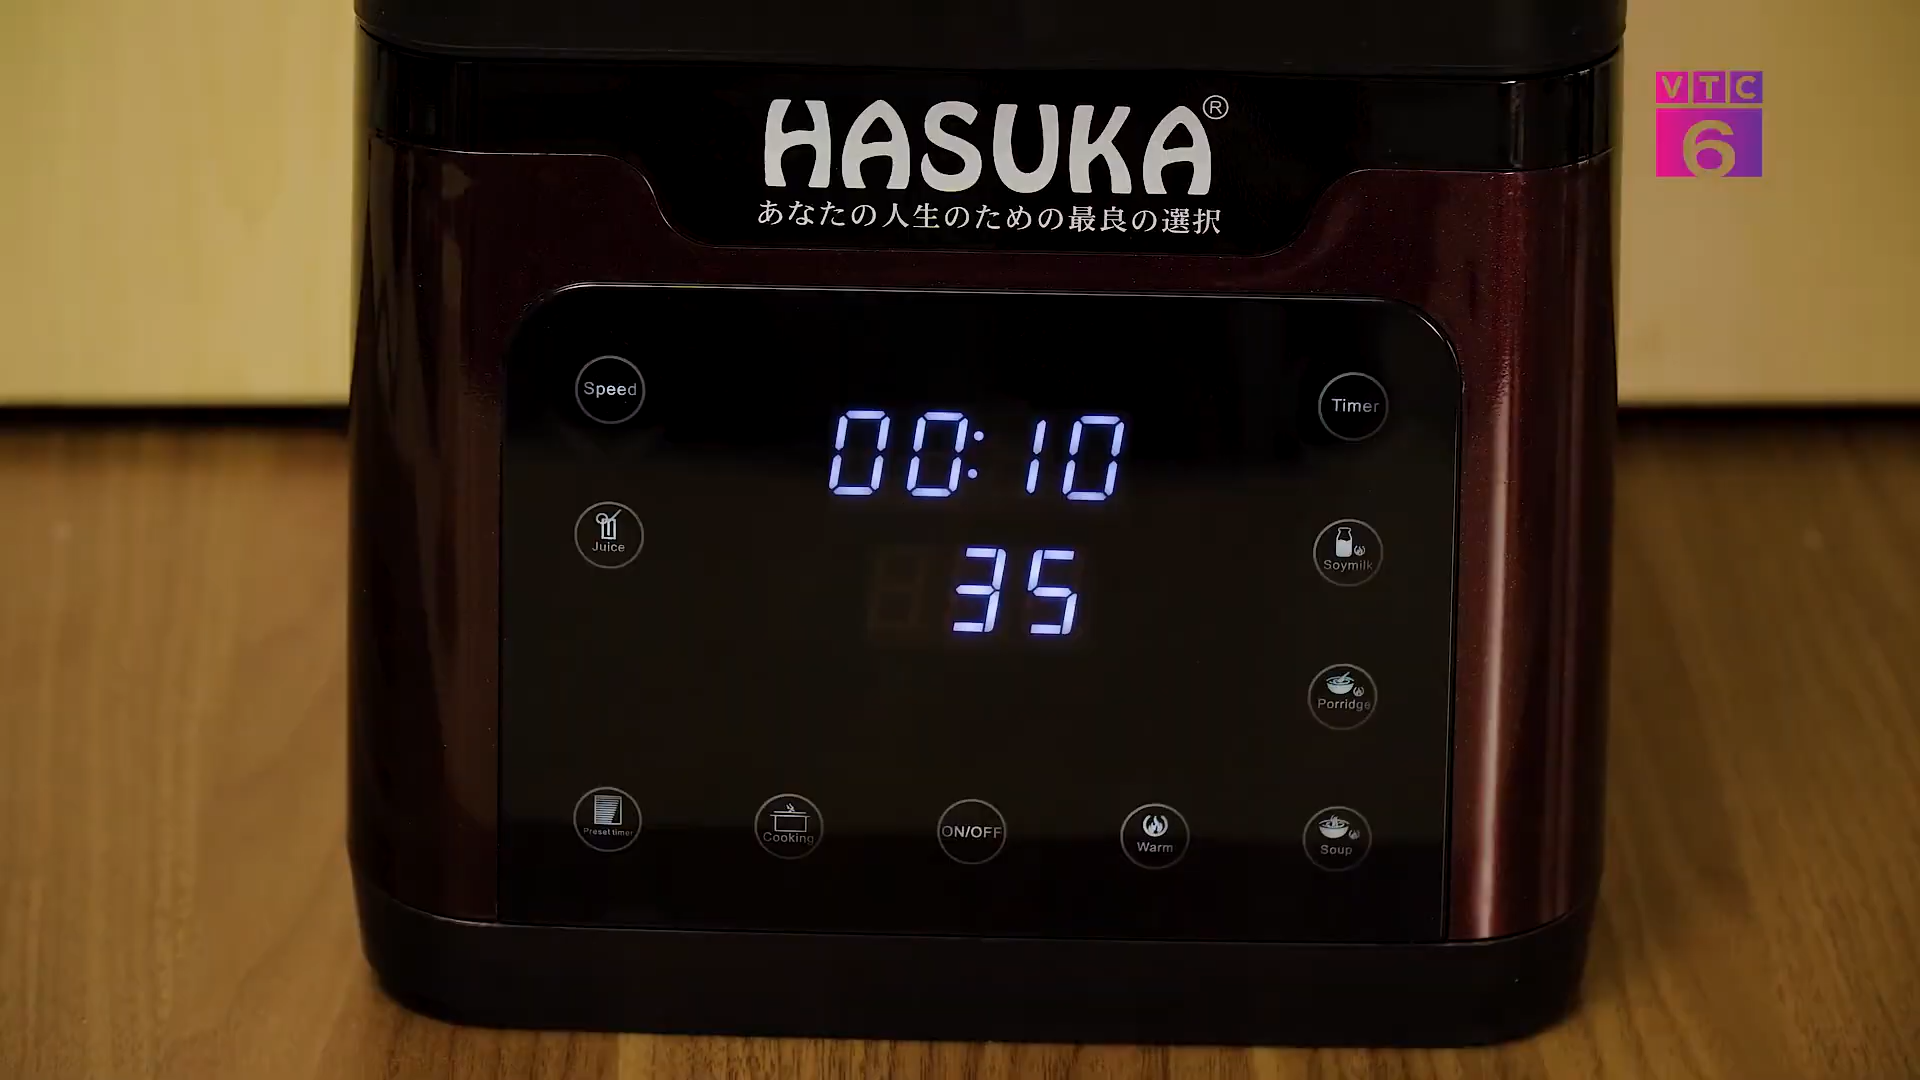 HASUKA®
あなたの人生のための最良の選択
VTC
6
Speed
Timer
00:10
Juice
Soymilk
35
Porridge
Preset timer
Cooking
ON/OFF
Warm
Soup